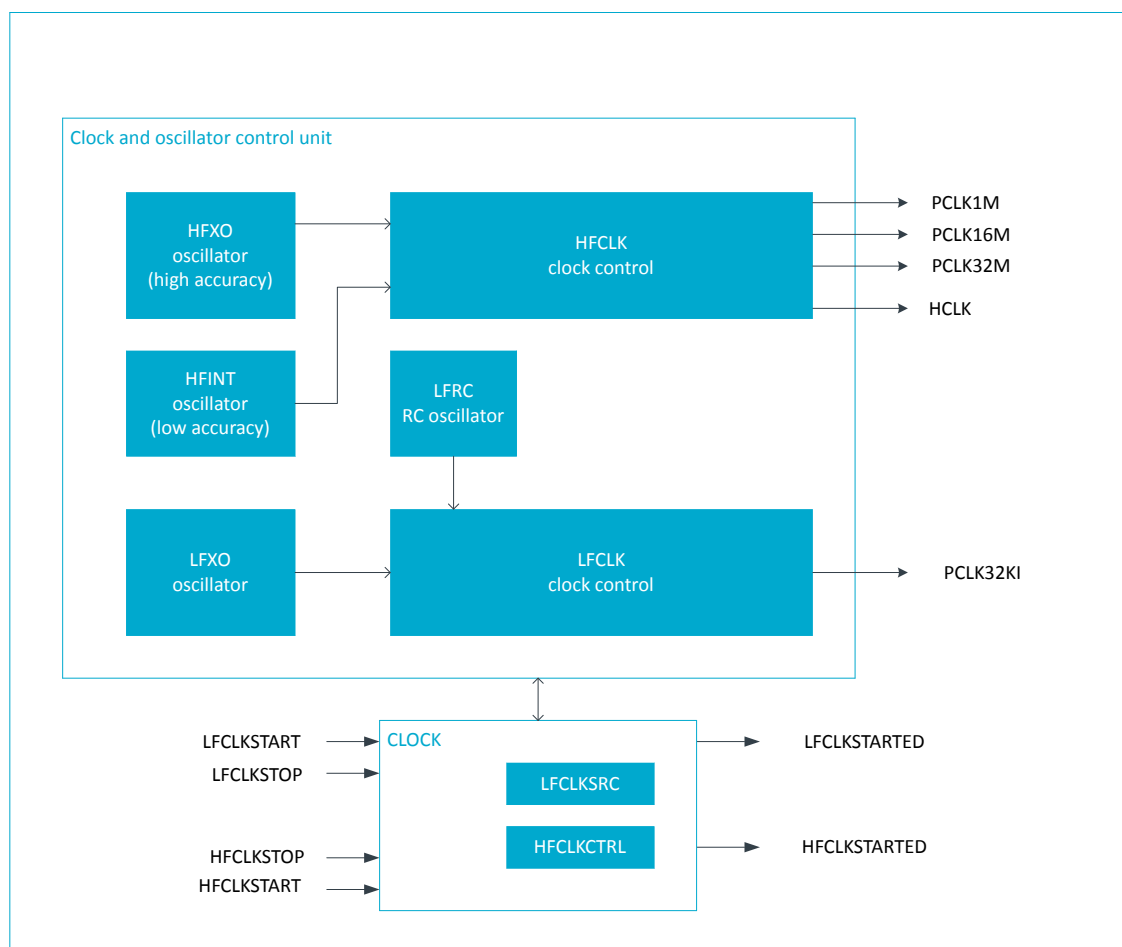 Clock and oscillator control unit
HFXO
oscillator
(high accuracy)
HFCLK
clock control
PCLK1M
PCLK16M
PCLK32M
HCLK
HFINT
oscillator
(low accuracy)
LFRC
RC oscillator
LFXO
oscillator
LFCLK
clock control
PCLK32KI
LFCLKSTART
LFCLKSTOP
HFCLKSTOP
HFCLKSTART
CLOCK
LFCLKSRC
HFCLKCTRL
LFCLKSTARTED
HFCLKSTARTED